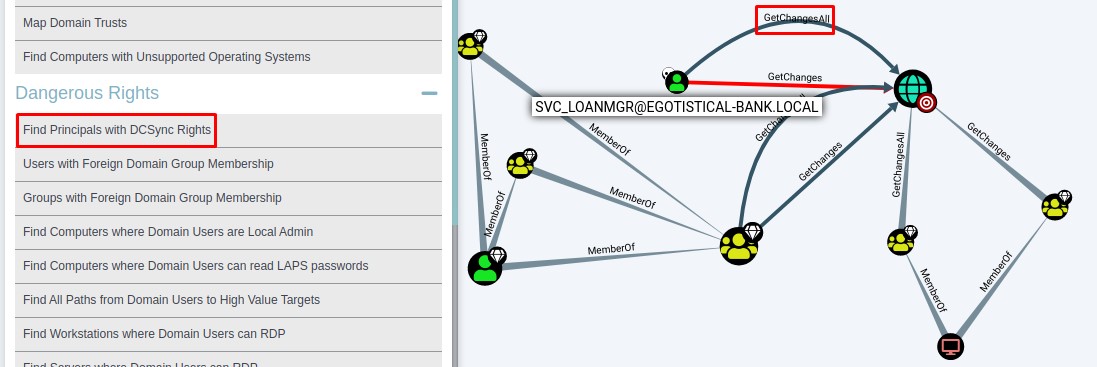 Map Domain Trusts
Find Computers with Unsupported Operating Systems
Dangerous Rights
Find Principals with DCSync Rights
Users with Foreign Domain Group Membership
Groups with Foreign Domain Group Membership
Find Computers where Domain Users are Local Admin
Find Computers where Domain Users can read LAPS passwords
Find All Paths from Domain Users to High Value Targets
Find Workstations where Domain Users can RDP
Find Servers where Domain Users can RDP
GetChangesAll
GetChanges
SVC_LOANMGR@EGOTISTICAL-BANK.LOCAL
MemberOf
MemberOf
MemberOf
MemberOf
MemberOf
GetChanges
GetChangesAll
GetChanges
MemberOf
MemberOf